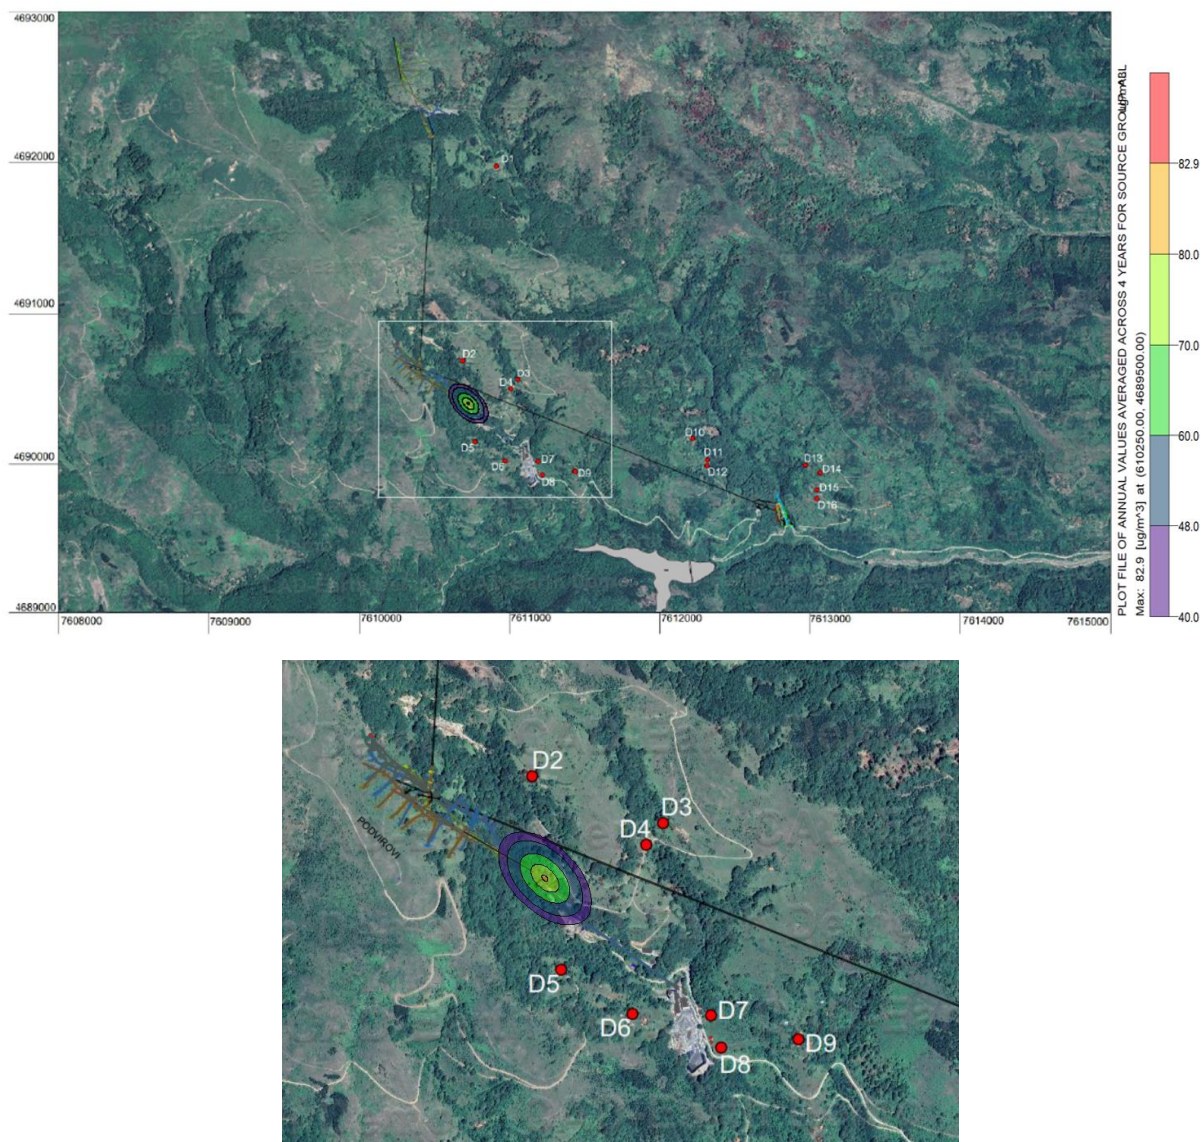 4693000
4692000
4691000
4690000
4689000
7608000
7609000
7610000
7611000
7612000
7613000
7614000
7615000
D1
D2
D3
D4
D5
D6
D7
D8
D9
D10
D11
D12
D13
D14
D15
D16
PLOT FILE OF ANNUAL VALUES AVERAGED ACROSS 4 YEARS FOR SOURCE GROUP:
Max: 82.9 [ug/m^3] at (610250.00, 4689500.00)
82.9
80.0
70.0
60.0
48.0
40.0
D2
D3
D4
PODVIROVI
D5
D6
D7
D8
D9